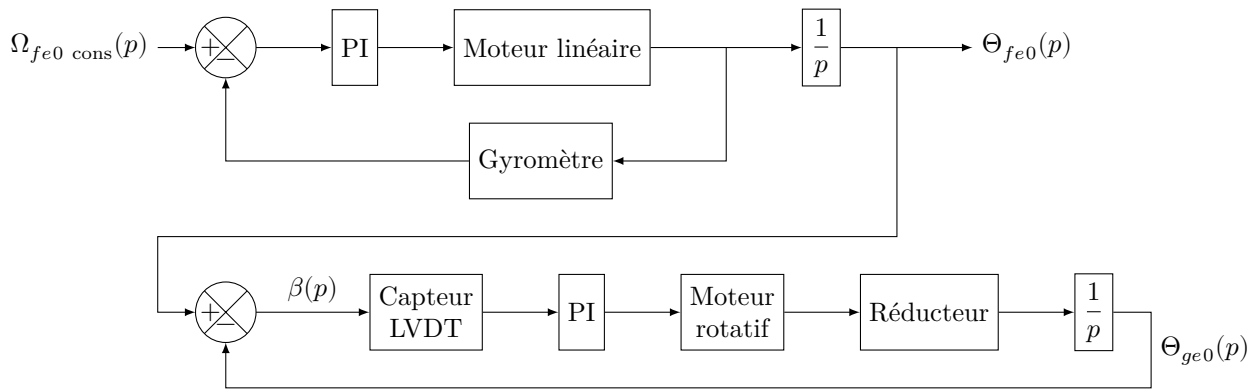 Ω_{fe0 cons}(p)
+
−
PI
Moteur linéaire
1/p
Θ_{fe0}(p)
Gyromètre
+
−
β(p)
Capteur
LVDT
PI
Moteur
rotatif
Réducteur
1/p
Θ_{ge0}(p)